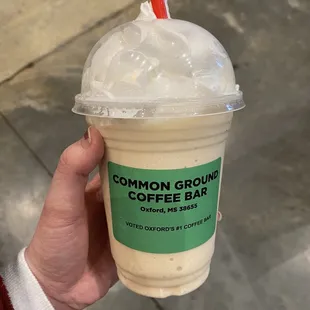 COMMON GROUND
COFFEE BAR
Oxford, MS 38655
VOTED OXFORD'S #1 COFFEE BAR